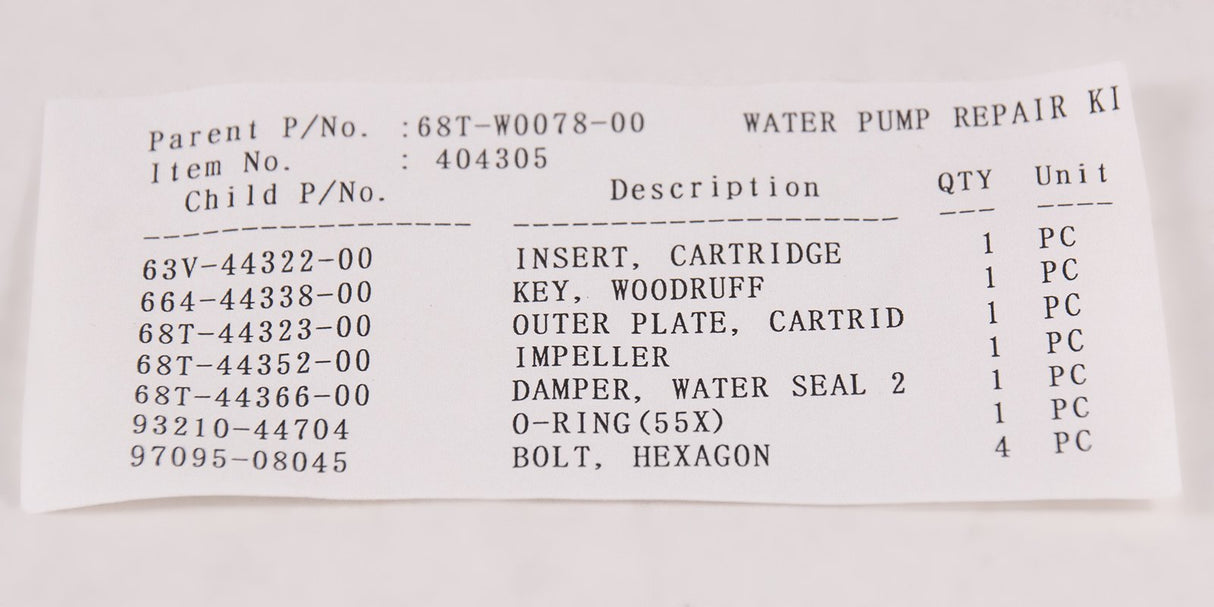 Parent P/No. :68T-W0078-00 WATER PUMP REPAIR KI
Item No. : 404305
Child P/No. Description QTY Unit
63V-44322-00 INSERT, CARTRIDGE 1 PC
664-44338-00 KEY, WOODRUFF 1 PC
68T-44323-00 OUTER PLATE, CARTRID 1 PC
68T-44352-00 IMPELLER 1 PC
68T-44366-00 DAMPER, WATER SEAL 2 1 PC
93210-44704 O-RING(55X) 1 PC
97095-08045 BOLT, HEXAGON 4 PC